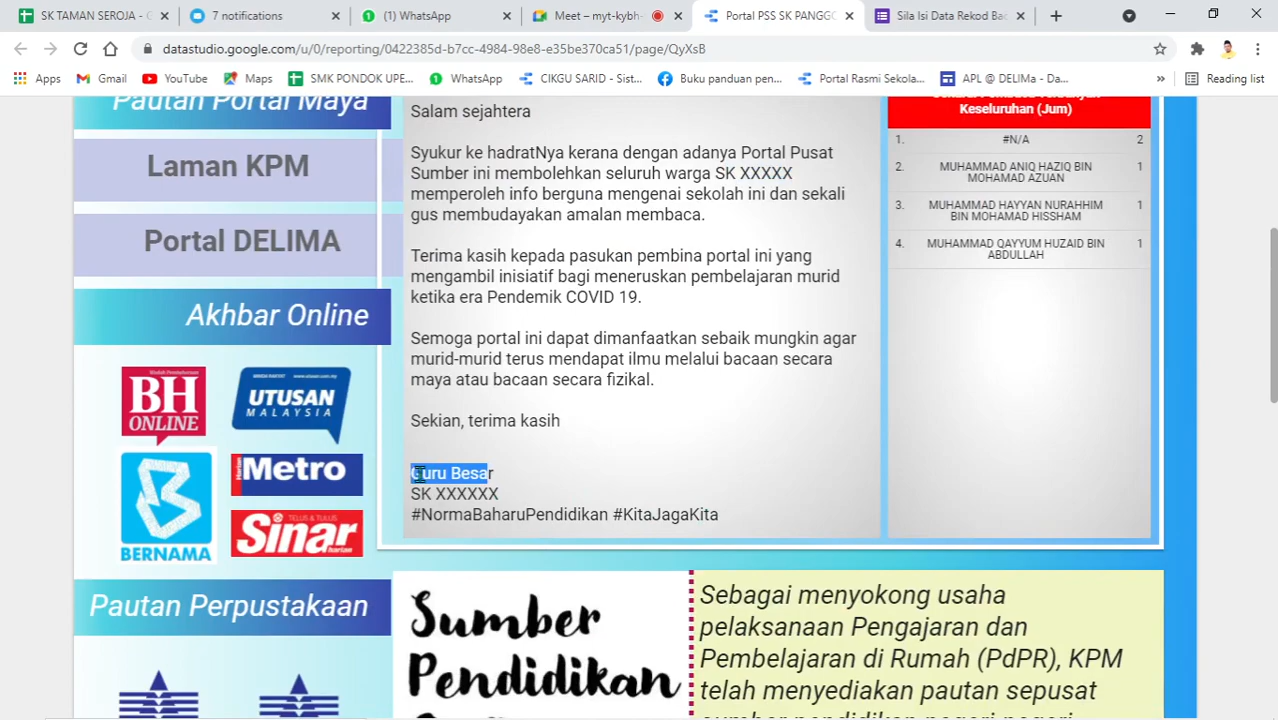 SK TAMAN SEROJA - G
7 notifications
(1) WhatsApp
Meet – myt-kybh-
Portal PSS SK PANGGO
Sila Isi Data Rekod Bac
datastudio.google.com/u/0/reporting/0422385d-b7cc-4984-98e8-e35be370ca51/page/QyXsB
Apps
Gmail
YouTube
Maps
SMK PONDOK UPE...
WhatsApp
CIKGU SARID - Sist...
Buku panduan pen...
Portal Rasmi Sekola...
APL @ DELIMa - Da...
»
Reading list
Pautan Portal Maya
Laman KPM
Portal DELIMA
Akhbar Online
BH
ONLINE
UTUSAN
MALAYSIA
BERNAMA
Harian
Metro
TELUS & TULUS
Sinar
harian
Pautan Perpustakaan
Salam sejahtera
Syukur ke hadratNya kerana dengan adanya Portal Pusat
Sumber ini membolehkan seluruh warga SK XXXXX
memperoleh info berguna mengenai sekolah ini dan sekali
gus membudayakan amalan membaca.
Terima kasih kepada pasukan pembina portal ini yang
mengambil inisiatif bagi meneruskan pembelajaran murid
ketika era Pendemik COVID 19.
Semoga portal ini dapat dimanfaatkan sebaik mungkin agar
murid-murid terus mendapat ilmu melalui bacaan secara
maya atau bacaan secara fizikal.
Sekian, terima kasih
Guru Besar
SK XXXXXX
#NormaBaharuPendidikan #KitaJagaKita
Keseluruhan (Jum)
1. #N/A 2
2. MUHAMMAD ANIQ HAZIQ BIN 1
MOHAMAD AZUAN
3. MUHAMMAD HAYYAN NURAHHIM 1
BIN MOHAMAD HISSHAM
4. MUHAMMAD QAYYUM HUZAID BIN 1
ABDULLAH
Sumber
Pendidikan
Sebagai menyokong usaha
pelaksanaan Pengajaran dan
Pembelajaran di Rumah (PdPR), KPM
telah menyediakan pautan sepusat